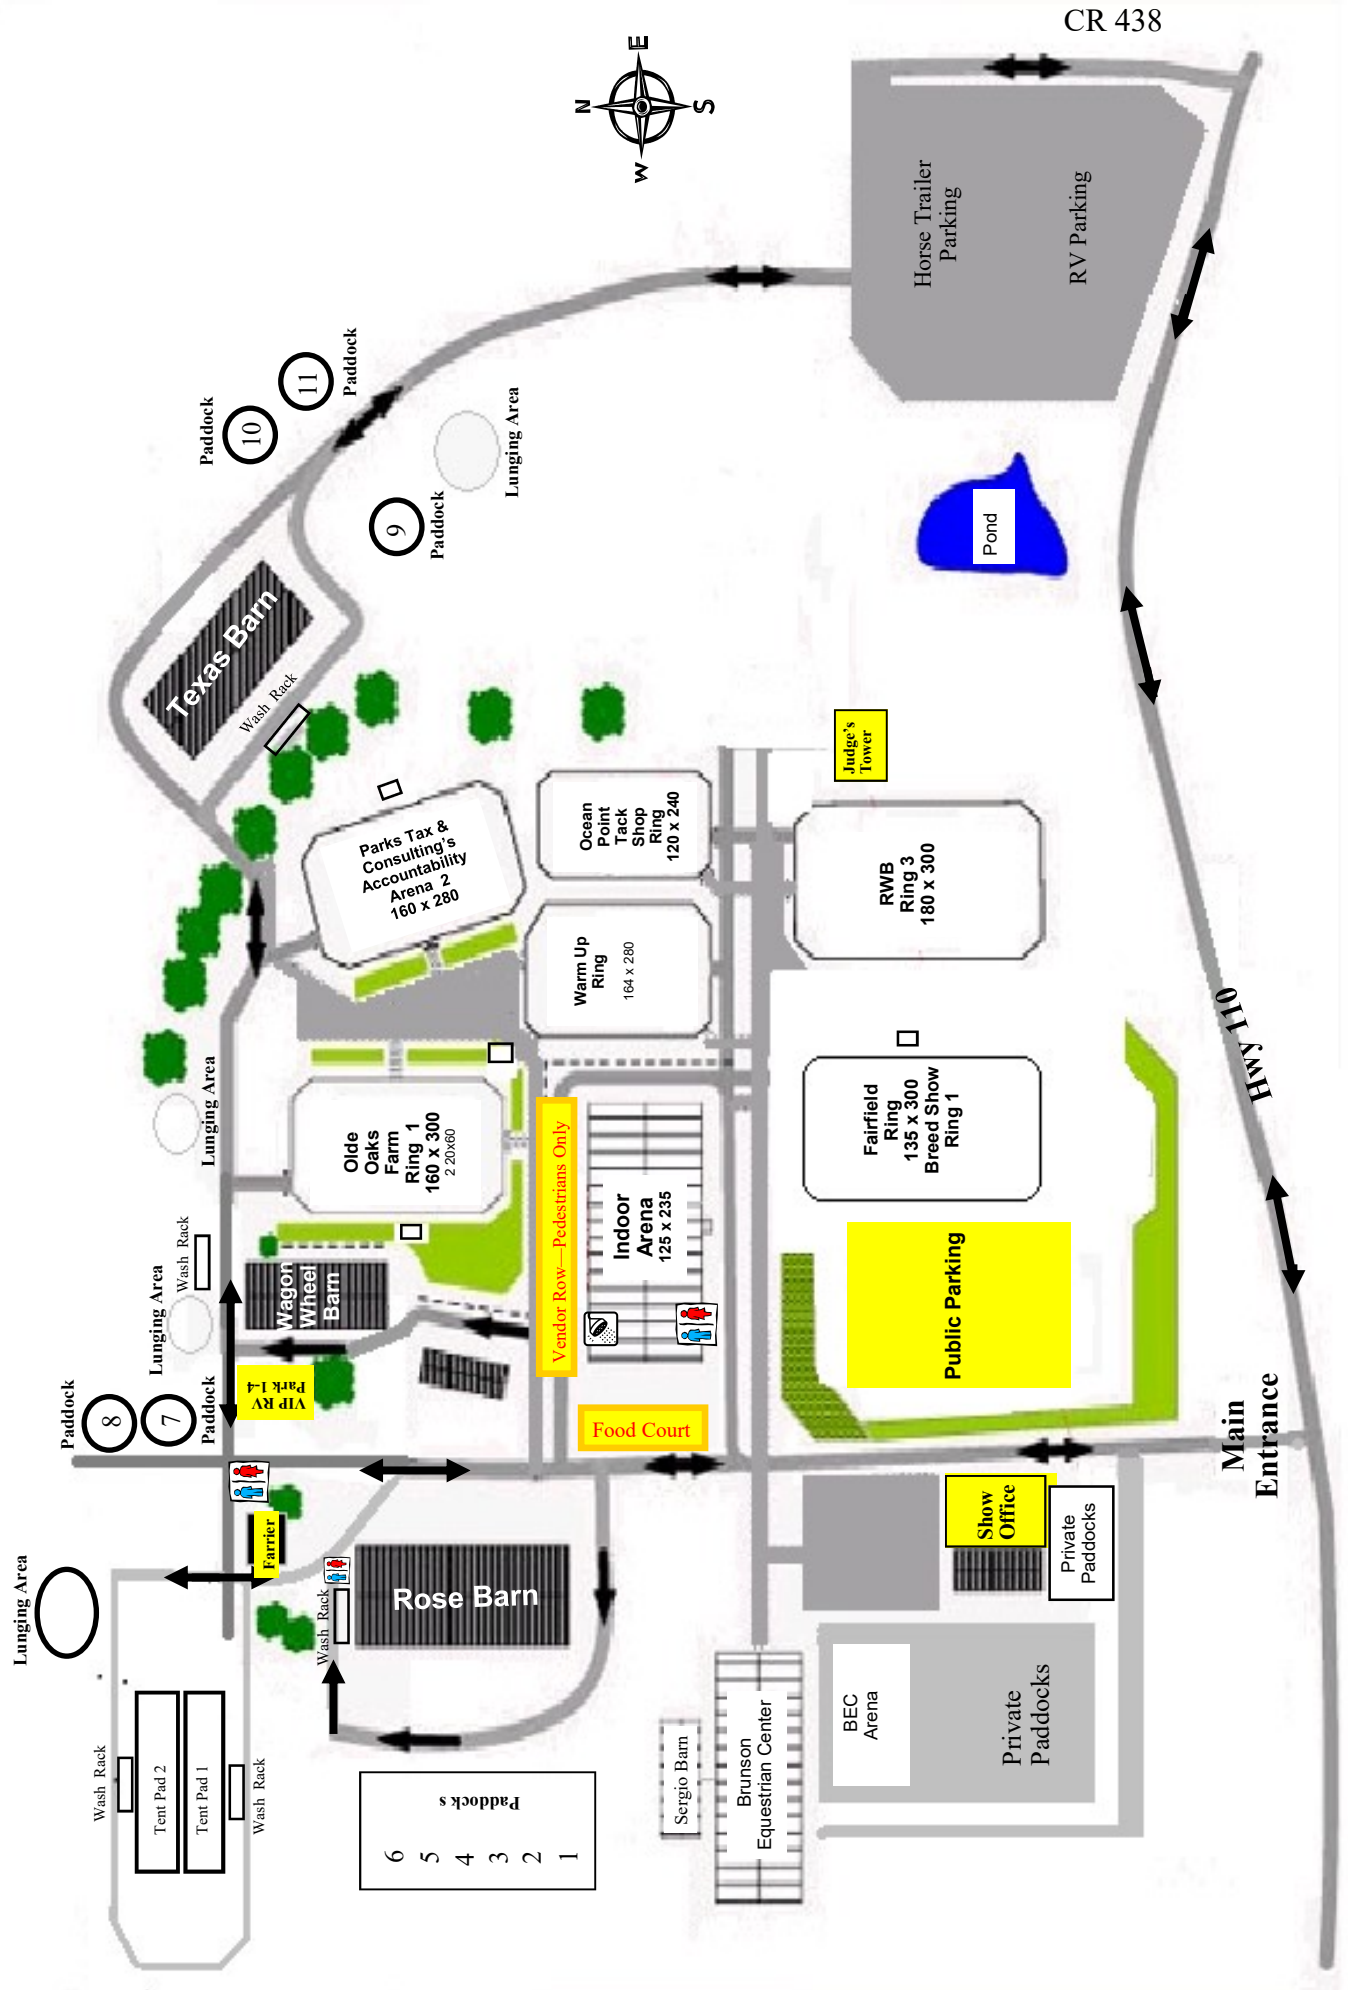 CR 438
E
N
S
W
Horse Trailer
Parking
RV Parking
Paddock
10
11
Paddock
Lunging Area
9
Paddock
Pond
Texas Barn
Wash Rack
Judge's
Tower
Parks Tax &
Consulting's
Accountability
Arena 2
160 x 280
Ocean
Point
Tack
Shop
Ring
120 x 240
RWB
Ring 3
180 x 300
Warm Up
Ring
164 x 280
Hwy 110
Lunging Area
Olde
Oaks
Farm
Ring 1
160 x 300
2 20x60
Vendor Row—Pedestrians Only
Indoor
Arena
125 x 235
Fairfield
Ring
135 x 300
Breed Show
Ring 1
Wash Rack
Lunging Area
Wagon
Wheel
Barn
Public Parking
VIP RV
Park 1-4
Paddock
8
7
Paddock
Food Court
Main
Entrance
Farrier
Show
Office
Private
Paddocks
Lunging Area
Wash Rack
Rose Barn
Wash Rack
Tent Pad 2
Tent Pad 1
Wash Rack
Paddock s
6
5
4
3
2
1
Sergio Barn
Brunson
Equestrian Center
BEC
Arena
Private
Paddocks